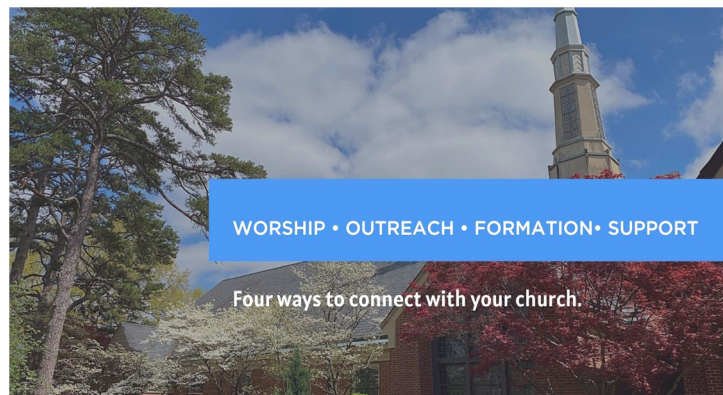 WORSHIP • OUTREACH • FORMATION• SUPPORT
Four ways to connect with your church.